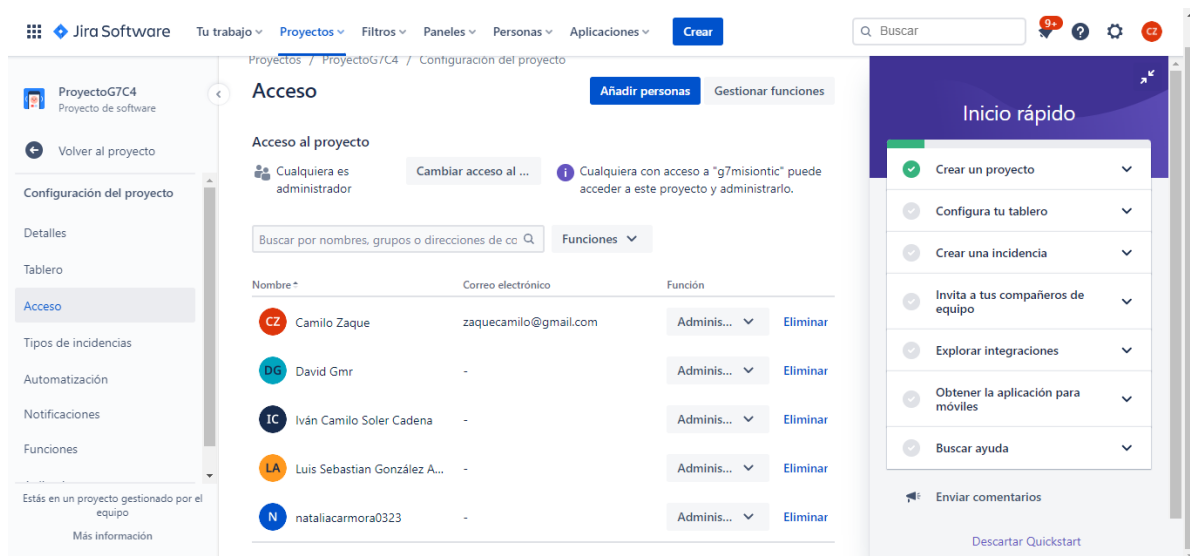 Jira Software Tu trabajo Proyectos Filtros Paneles Personas Aplicaciones Crear Buscar 9+ CZ
ProyectoG7C4
Proyecto de software
Volver al proyecto
Configuración del proyecto
Detalles
Tablero
Acceso
Tipos de incidencias
Automatización
Notificaciones
Funciones
Estás en un proyecto gestionado por el
equipo
Más información
Proyectos / ProyectoG7C4 / Configuración del proyecto
Acceso Añadir personas Gestionar funciones
Acceso al proyecto
Cualquiera es
administrador
Cambiar acceso al ...
Cualquiera con acceso a "g7misiontic" puede
acceder a este proyecto y administrarlo.
Buscar por nombres, grupos o direcciones de cc Funciones
Nombre Correo electrónico Función
CZ Camilo Zaque zaquecamilo@gmail.com Adminis... Eliminar
DG David Gmr - Adminis... Eliminar
IC Iván Camilo Soler Cadena - Adminis... Eliminar
LA Luis Sebastian González A... - Adminis... Eliminar
N nataliacarmora0323 - Adminis... Eliminar
Inicio rápido
Crear un proyecto
Configura tu tablero
Crear una incidencia
Invita a tus compañeros de
equipo
Explorar integraciones
Obtener la aplicación para
móviles
Buscar ayuda
Enviar comentarios
Descartar Quickstart